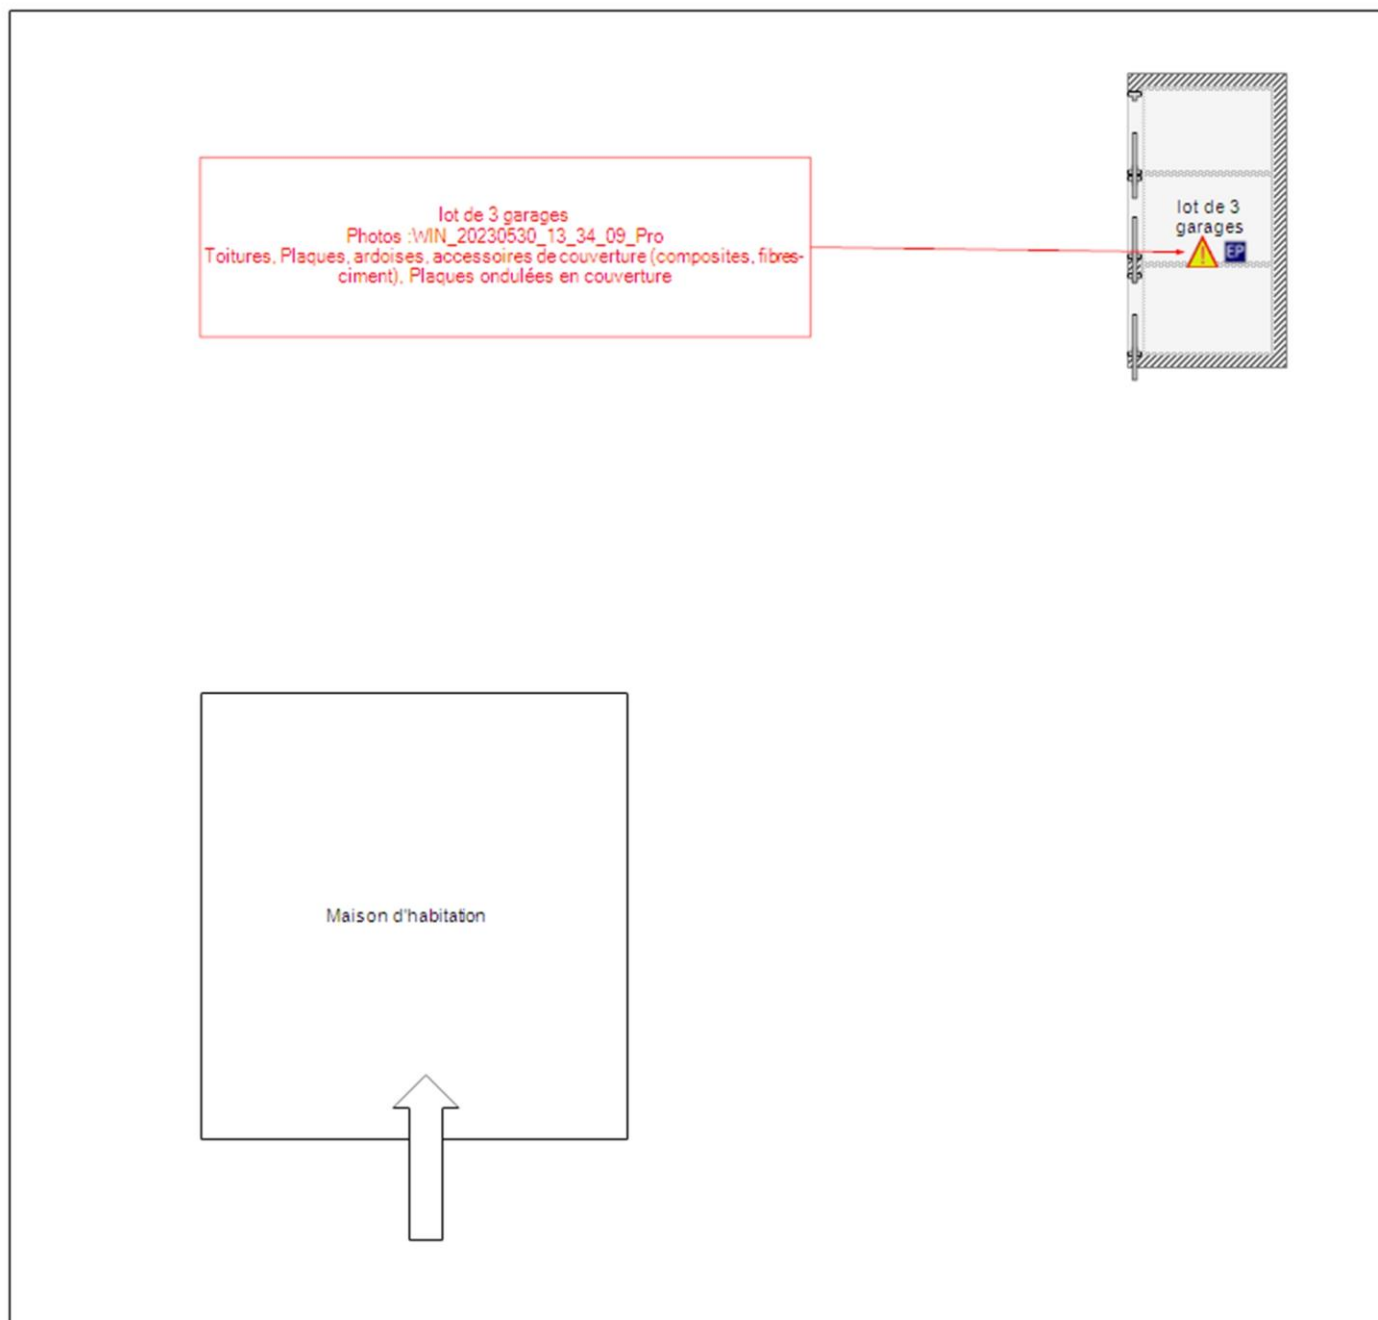 lot de 3 garages
Photos :WIN_20230530_13_34_09_Pro
Toitures, Plaques, ardoises, accessoires de couverture (composites, fibres-
ciment), Plaques ondulées en couverture
lot de 3
garages
EP
Maison d'habitation